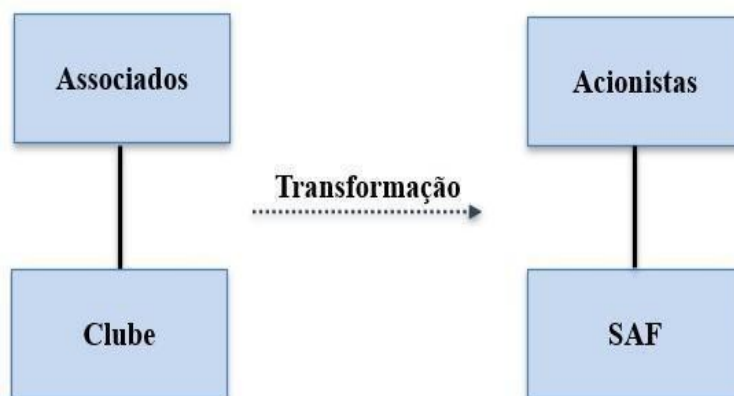 Associados
Acionistas
Transformação
Clube
SAF